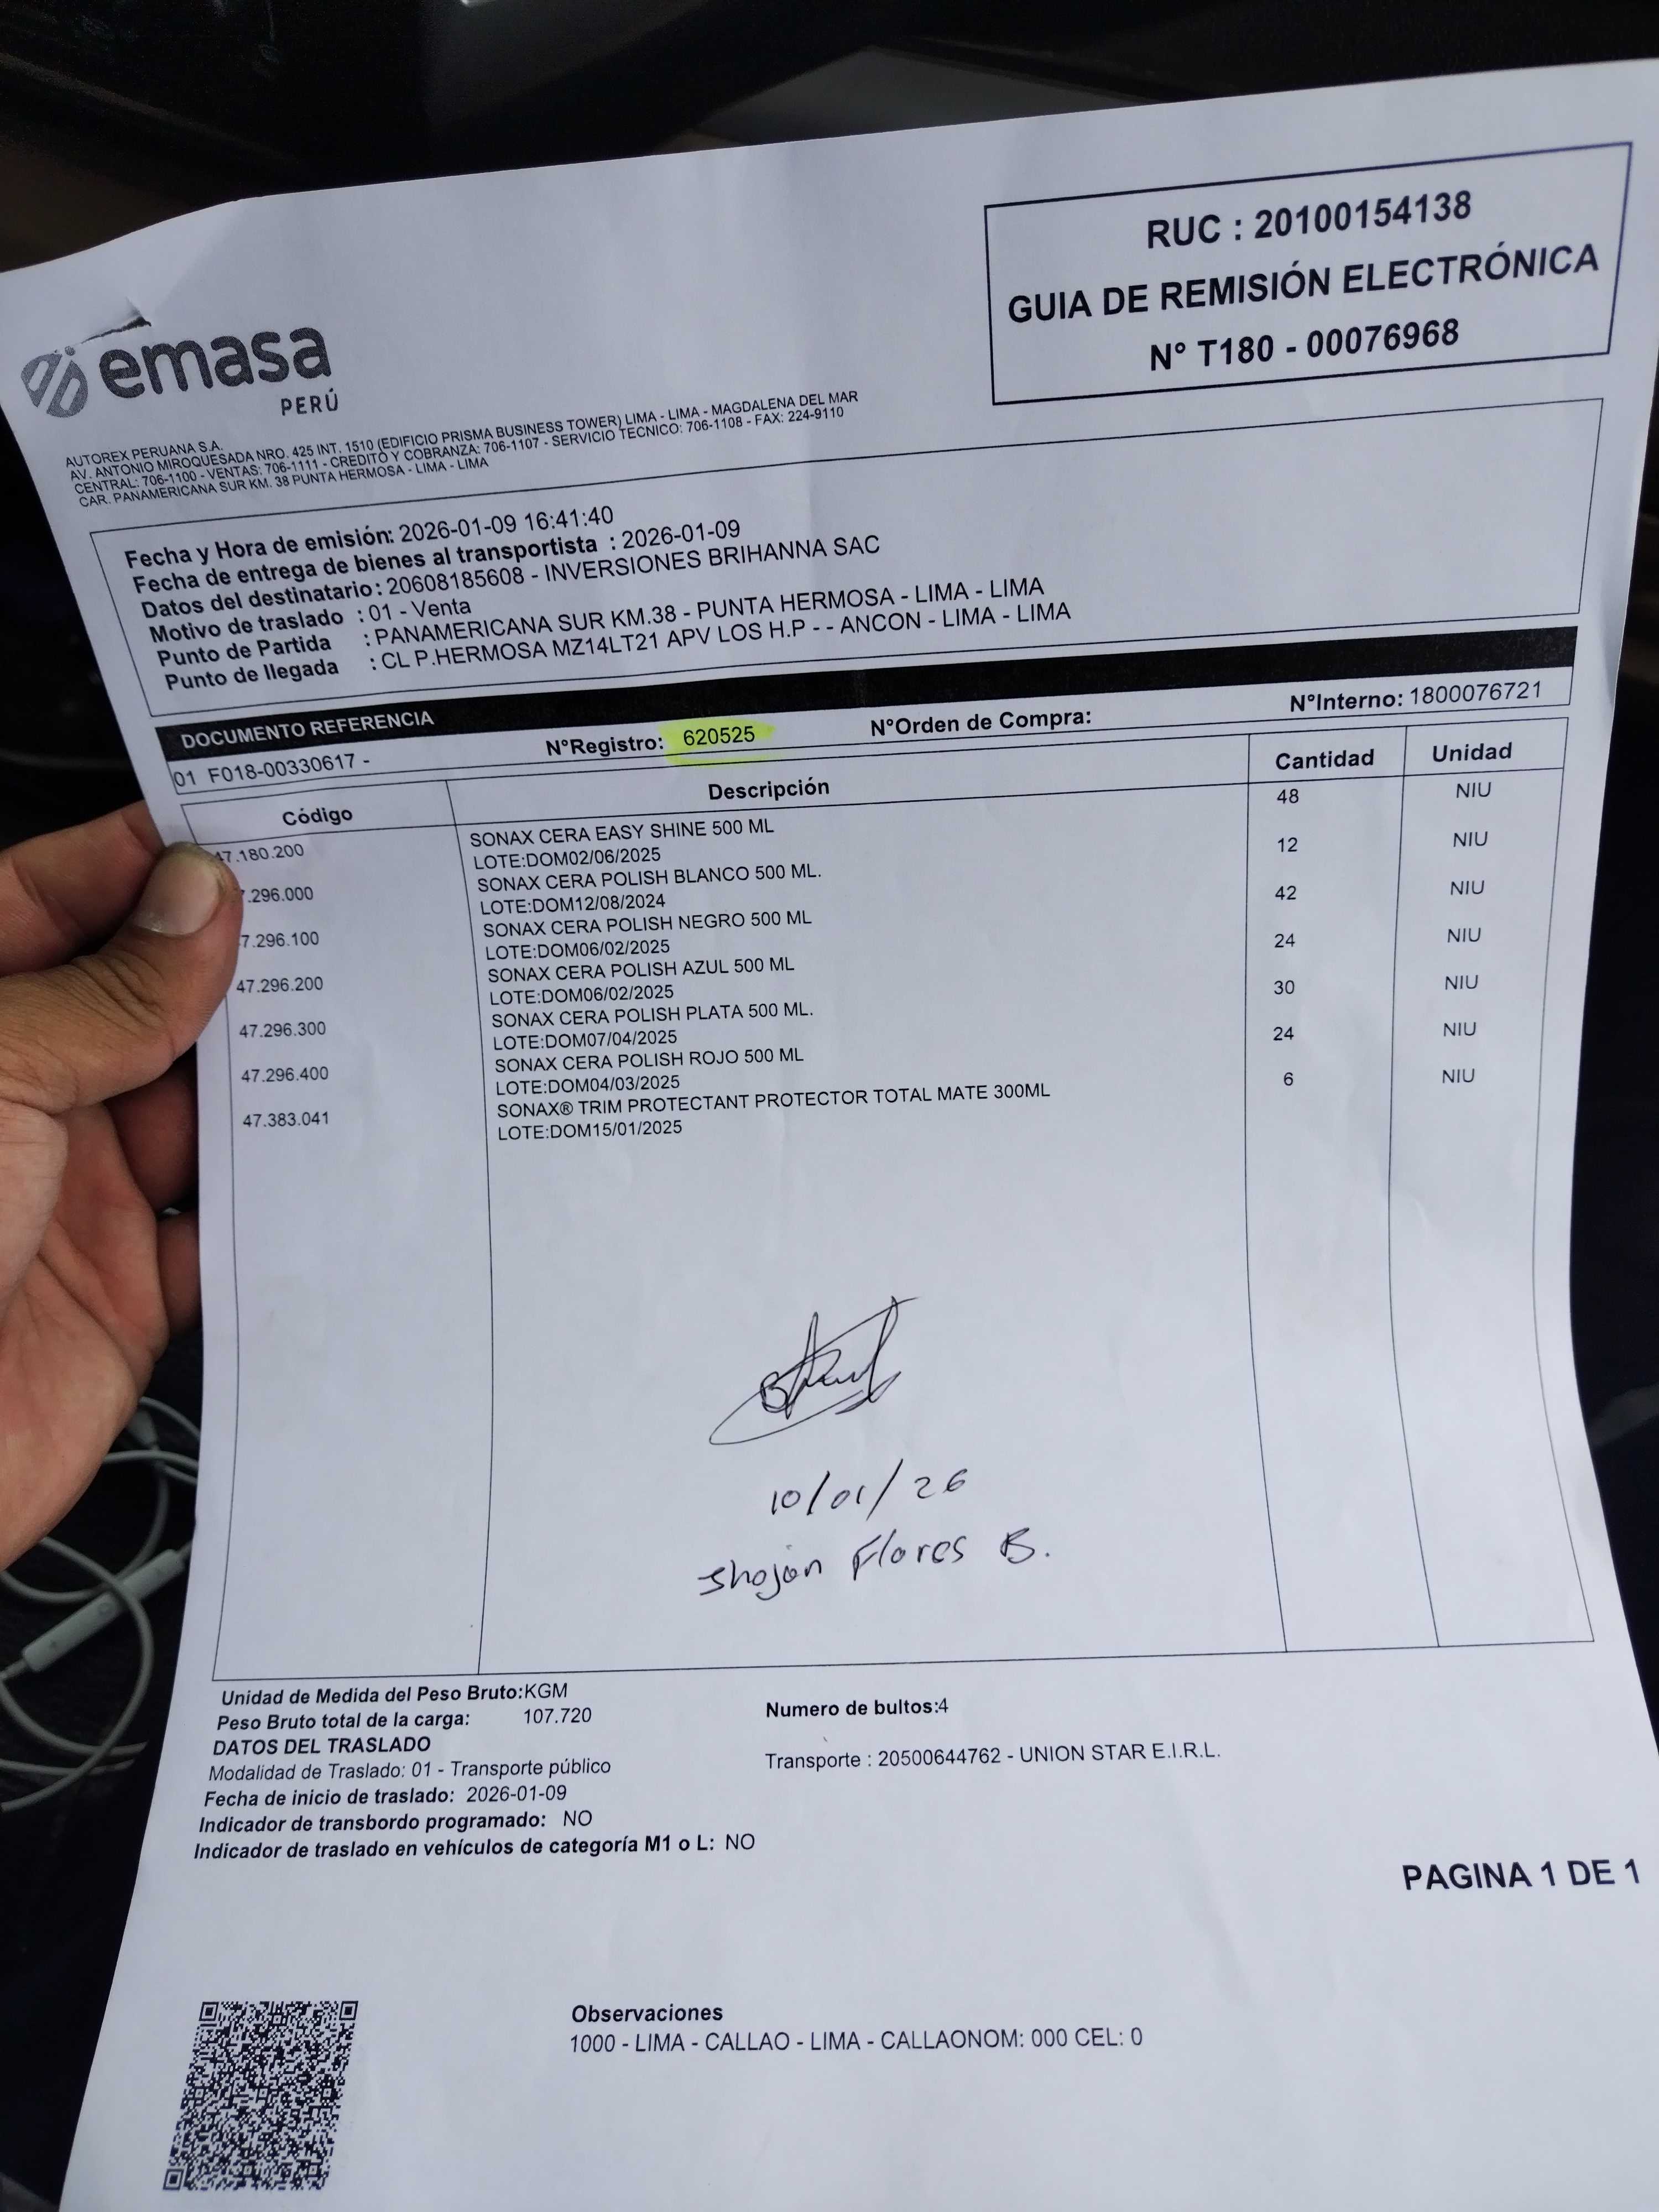 RUC : 20100154138
GUIA DE REMISIÓN ELECTRÓNICA
N° T180 - 00076968
emasa
PERÚ
AUTOREX PERUANA S.A.
AV. ANTONIO MIROQUESADA NRO. 425 INT. 1510 (EDIFICIO PRISMA BUSINESS TOWER) LIMA - LIMA - MAGDALENA DEL MAR
CENTRAL: 706-1100 - VENTAS: 706-1111 - CREDITO Y COBRANZA: 706-1107 - SERVICIO TECNICO: 706-1108 - FAX: 224-9110
CAR. PANAMERICANA SUR KM. 38 PUNTA HERMOSA - LIMA - LIMA
Fecha y Hora de emisión: 2026-01-09 16:41:40
Fecha de entrega de bienes al transportista : 2026-01-09
Datos del destinatario: 20608185608 - INVERSIONES BRIHANNA SAC
Motivo de traslado : 01 - Venta
Punto de Partida : PANAMERICANA SUR KM.38 - PUNTA HERMOSA - LIMA - LIMA
Punto de llegada : CL P.HERMOSA MZ14LT21 APV LOS H.P - - ANCON - LIMA - LIMA
DOCUMENTO REFERENCIA
01 F018-00330617 - N°Registro: 620525 N°Orden de Compra: N°Interno: 1800076721
Código Descripción Cantidad Unidad
47.180.200 SONAX CERA EASY SHINE 500 ML 48 NIU
LOTE:DOM02/06/2025
.296.000 SONAX CERA POLISH BLANCO 500 ML. 12 NIU
LOTE:DOM12/08/2024
7.296.100 SONAX CERA POLISH NEGRO 500 ML 42 NIU
LOTE:DOM06/02/2025
47.296.200 SONAX CERA POLISH AZUL 500 ML 24 NIU
LOTE:DOM06/02/2025
47.296.300 SONAX CERA POLISH PLATA 500 ML. 30 NIU
LOTE:DOM07/04/2025
47.296.400 SONAX CERA POLISH ROJO 500 ML 24 NIU
LOTE:DOM04/03/2025
47.383.041 SONAX® TRIM PROTECTANT PROTECTOR TOTAL MATE 300ML 6 NIU
LOTE:DOM15/01/2025
10/01/26
Shojan Flores B.
Unidad de Medida del Peso Bruto:KGM
Peso Bruto total de la carga: 107.720 Numero de bultos:4
DATOS DEL TRASLADO
Modalidad de Traslado: 01 - Transporte público Transporte : 20500644762 - UNION STAR E.I.R.L.
Fecha de inicio de traslado: 2026-01-09
Indicador de transbordo programado: NO
Indicador de traslado en vehículos de categoría M1 o L: NO
PAGINA 1 DE 1
Observaciones
1000 - LIMA - CALLAO - LIMA - CALLAONOM: 000 CEL: 0